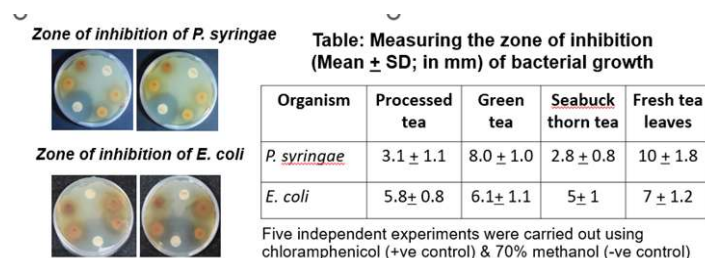 Zone of inhibition of P. syringae
Zone of inhibition of E. coli
Table: Measuring the zone of inhibition
(Mean ± SD; in mm) of bacterial growth
Organism Processed tea Green tea Seabuck thorn tea Fresh tea leaves
P. syringae 3.1 ± 1.1 8.0 ± 1.0 2.8 ± 0.8 10 ± 1.8
E. coli 5.8± 0.8 6.1± 1.1 5± 1 7 ± 1.2
Five independent experiments were carried out using
chloramphenicol (+ve control) & 70% methanol (-ve control)